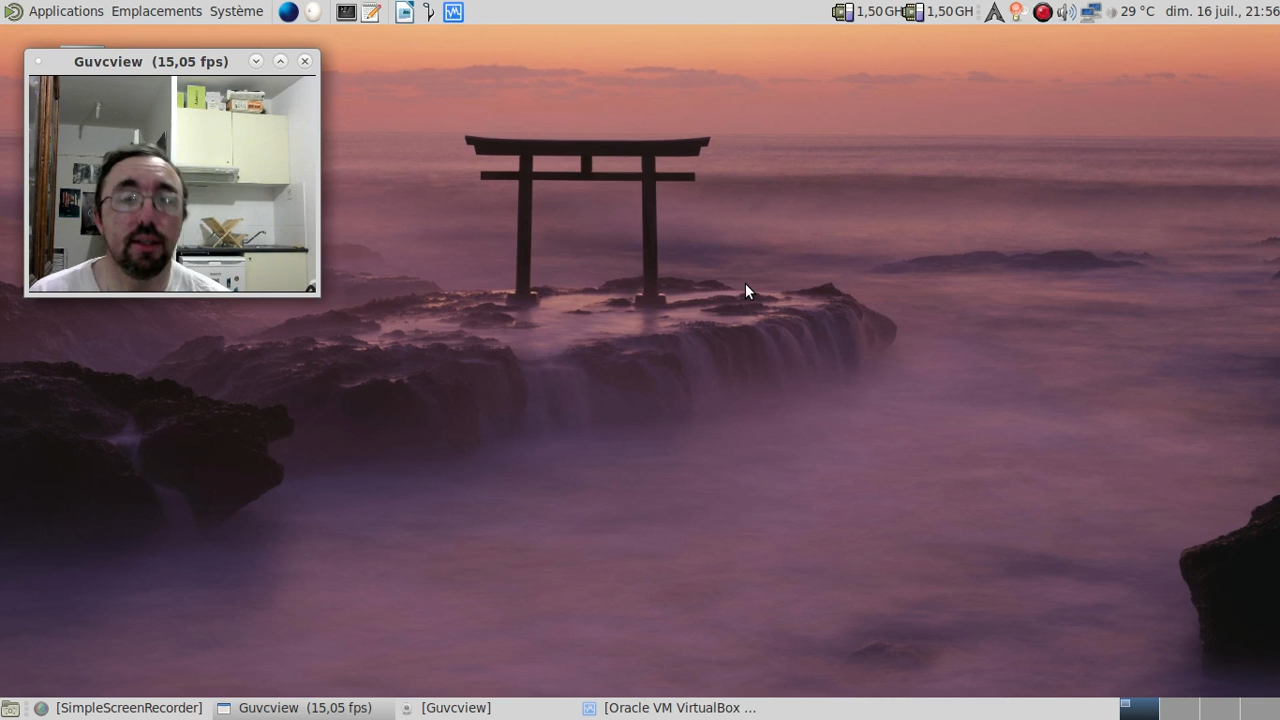 Applications Emplacements Système 1,50 GH 1,50 GH 29 °C dim. 16 juil., 21:56
Guvcview (15,05 fps)
[SimpleScreenRecorder] Guvcview (15,05 fps) [Guvcview] [Oracle VM VirtualBox ...